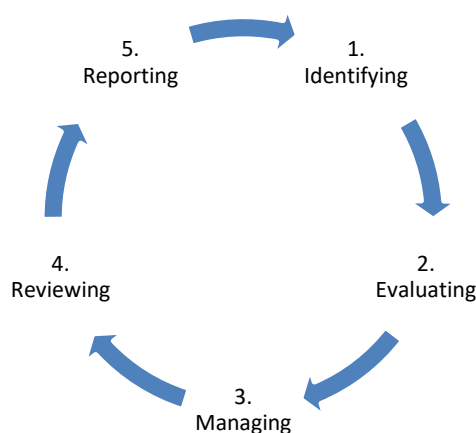 1.
Identifying
2.
Evaluating
3.
Managing
4.
Reviewing
5.
Reporting